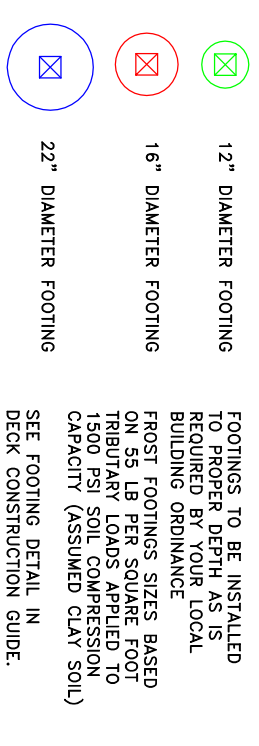 12" DIAMETER FOOTING
16" DIAMETER FOOTING
22" DIAMETER FOOTING
FOOTINGS TO BE INSTALLED
TO PROPER DEPTH AS IS
REQUIRED BY YOUR LOCAL
BUILDING ORDINANCE
FROST FOOTINGS SIZES BASED
ON 55 LB PER SQUARE FOOT
TRIBUTARY LOADS APPLIED TO
1500 PSI SOIL COMPRESSION
CAPACITY (ASSUMED CLAY SOIL)
SEE FOOTING DETAIL IN
DECK CONSTRUCTION GUIDE.